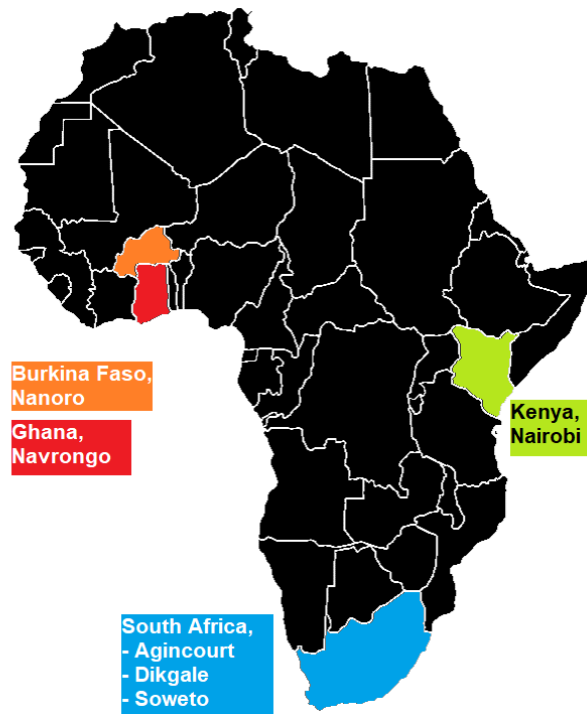 Burkina Faso,
Nanoro
Ghana,
Navrongo
Kenya,
Nairobi
South Africa,
- Agincourt
- Dikgale
- Soweto